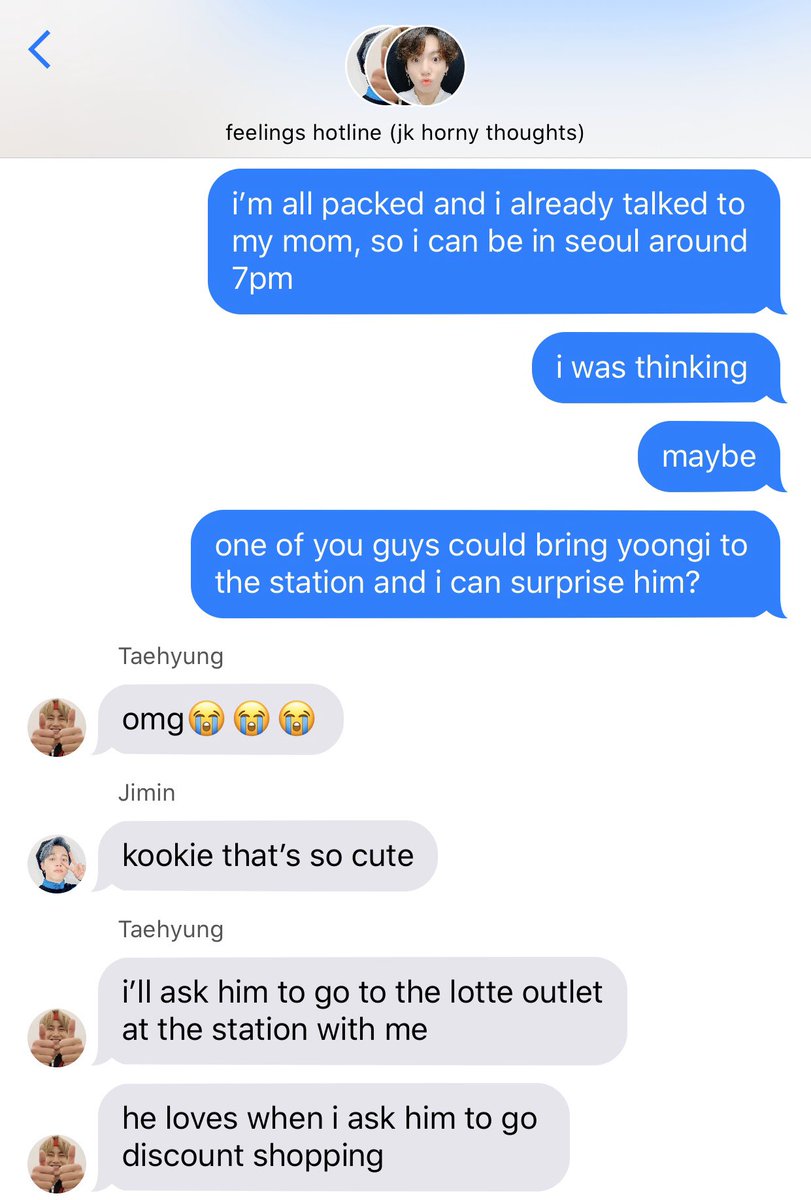 feelings hotline (jk horny thoughts)
i’m all packed and i already talked to
my mom, so i can be in seoul around
7pm
i was thinking
maybe
one of you guys could bring yoongi to
the station and i can surprise him?
Taehyung
omg😭😭😭
Jimin
kookie that’s so cute
Taehyung
i’ll ask him to go to the lotte outlet
at the station with me
he loves when i ask him to go
discount shopping